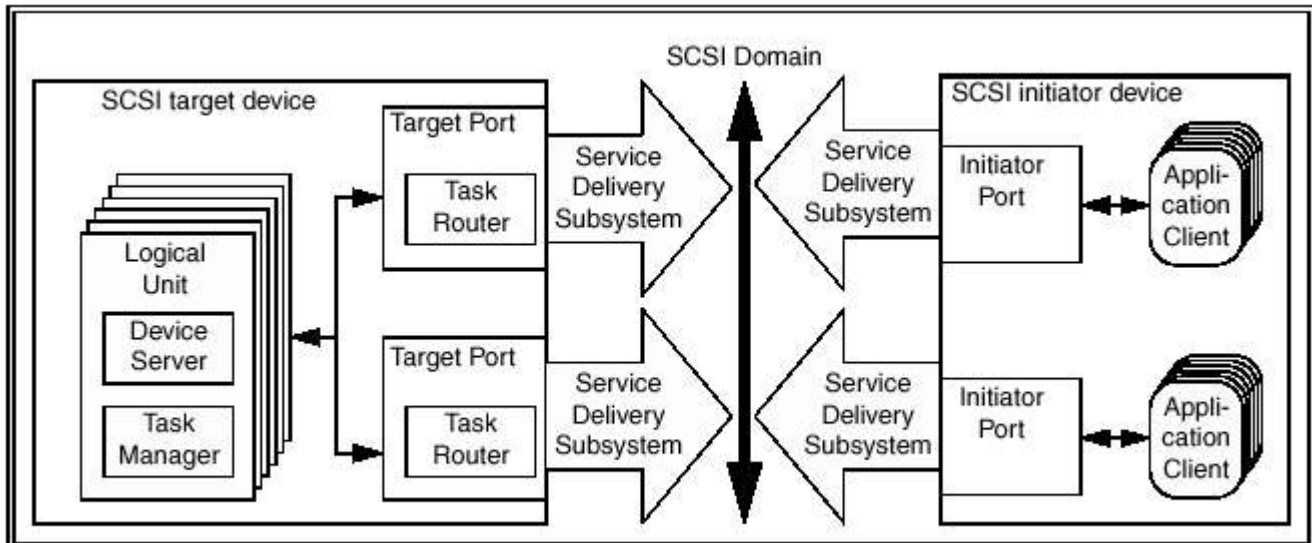 SCSI Domain
SCSI target device
Target Port
Task
Router
Service
Delivery
Subsystem
Logical
Unit
Device
Server
Task
Manager
Target Port
Task
Router
Service
Delivery
Subsystem
SCSI initiator device
Service
Delivery
Subsystem
Initiator
Port
Appli-
cation
Client
Service
Delivery
Subsystem
Initiator
Port
Appli-
cation
Client